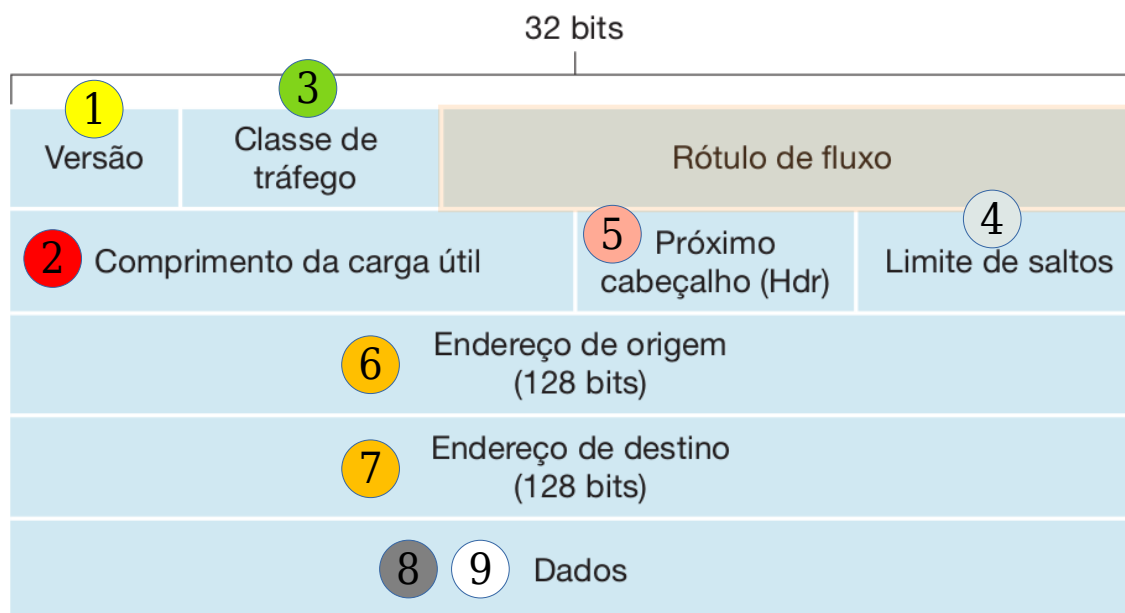 32 bits
1
3
Versão
Classe de
tráfego
Rótulo de fluxo
2
Comprimento da carga útil
5
Próximo
cabeçalho (Hdr)
4
Limite de saltos
6
Endereço de origem
(128 bits)
7
Endereço de destino
(128 bits)
8 9 Dados